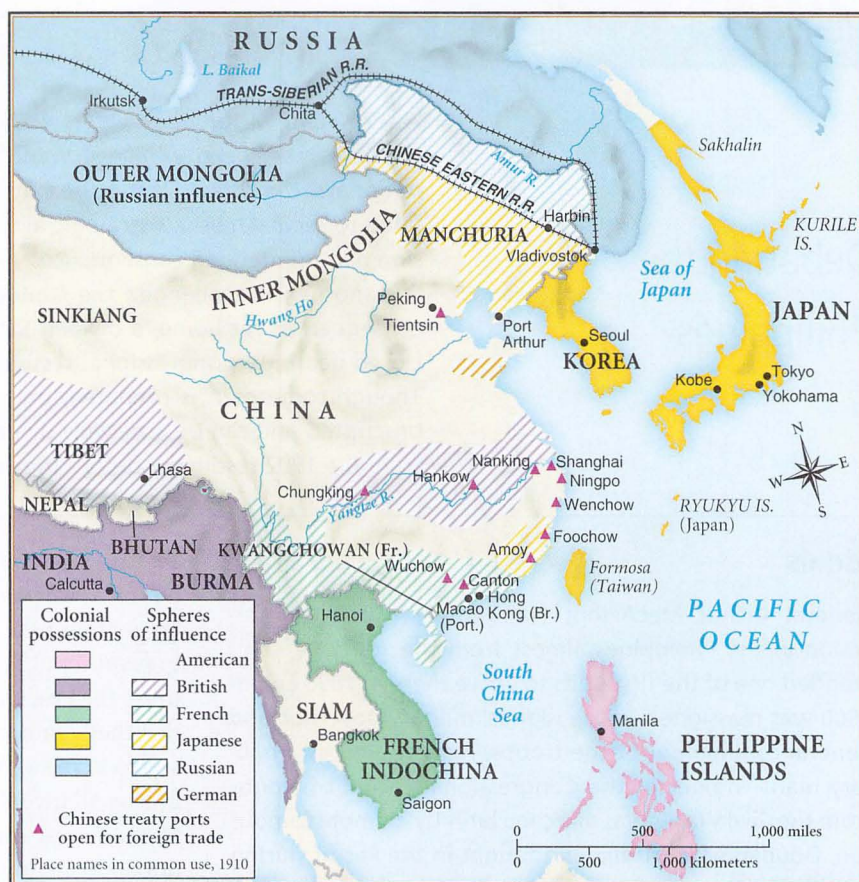 RUSSIA
L. Baikal
TRANS-SIBERIAN R.R.
Irkutsk
Chita
Sakhalin
OUTER MONGOLIA
(Russian influence)
CHINESE EASTERN R.R.
Amur R.
Harbin
KURILE
IS.
MANCHURIA
Vladivostok
INNER MONGOLIA
Sea of
Japan
Peking
Tientsin
Hwang Ho
SINKIANG
Port
Arthur
Seoul
KOREA
JAPAN
Tokyo
Kobe
Yokohama
CHINA
N
W
E
S
TIBET
Lhasa
Nanking
Shanghai
Hankow
Ningpo
Chungking
Yangtze R.
Wenchow
NEPAL
RYUKYU IS.
(Japan)
BHUTAN
KWANGCHOWAN (Fr.)
Foochow
Amoy
INDIA
Calcutta
BURMA
Wuchow
Canton
Formosa
(Taiwan)
Hong
Kong (Br.)
Macao
(Port.)
Hanoi
PACIFIC
OCEAN
South
China
Sea
SIAM
Bangkok
Manila
FRENCH
INDOCHINA
PHILIPPINE
ISLANDS
Saigon
Colonial
possessions
Spheres
of influence
American
British
French
Japanese
Russian
German
Chinese treaty ports
open for foreign trade
Place names in common use, 1910
0 500 1,000 miles
0 500 1,000 kilometers